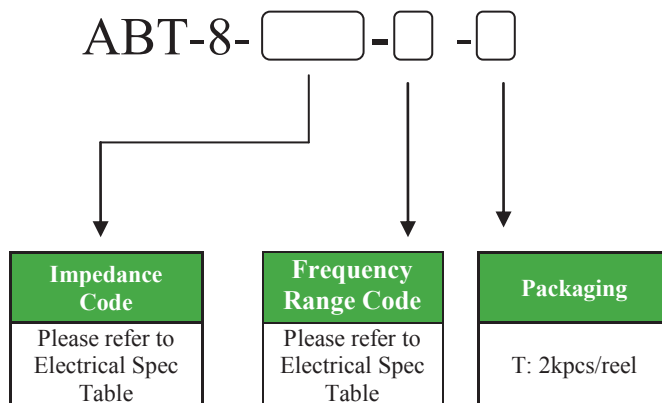 ABT-8- - -
Impedance
Code
Please refer to
Electrical Spec
Table
Frequency
Range Code
Please refer to
Electrical Spec
Table
Packaging
T: 2kpcs/reel